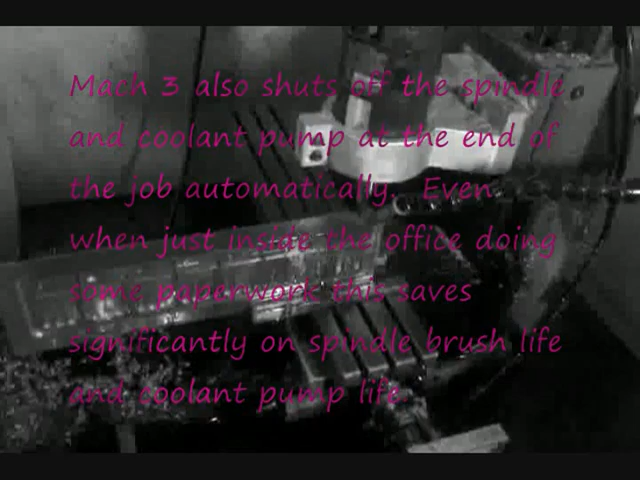 Mach 3 also shuts off the spindle
and coolant pump at the end of
the job automatically. Even
when just inside the office doing
some paperwork this saves
significantly on spindle brush life
and coolant pump life.